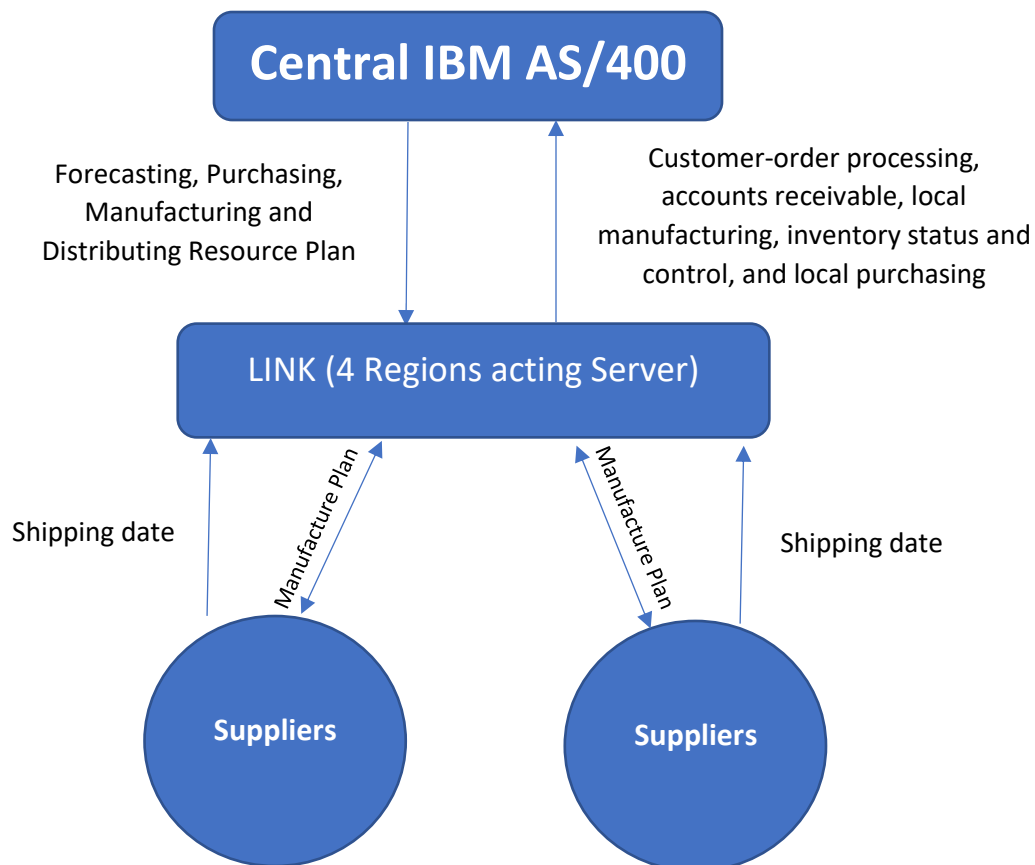 Central IBM AS/400
Forecasting, Purchasing,
Manufacturing and
Distributing Resource Plan
Customer-order processing,
accounts receivable, local
manufacturing, inventory status and
control, and local purchasing
LINK (4 Regions acting Server)
Shipping date
Manufacture Plan
Manufacture Plan
Shipping date
Suppliers
Suppliers